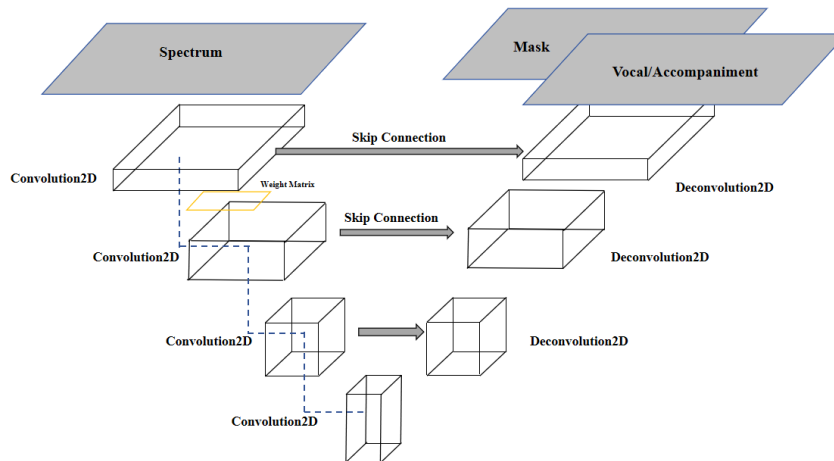 Spectrum
Mask
Vocal/Accompaniment
Skip Connection
Convolution2D
Weight Matrix
Deconvolution2D
Skip Connection
Convolution2D
Deconvolution2D
Convolution2D
Deconvolution2D
Convolution2D